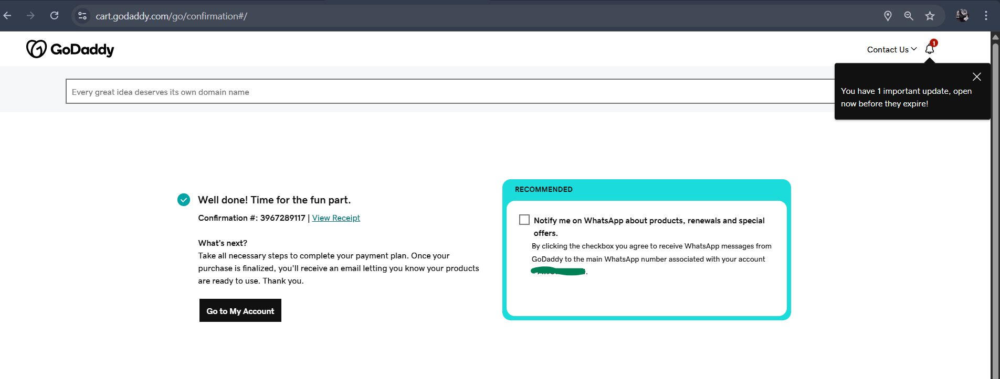 cart.godaddy.com/go/confirmation#/
GoDaddy
Contact Us
1
Every great idea deserves its own domain name
You have 1 important update, open
now before they expire!
Well done! Time for the fun part.
Confirmation #: 3967289117 | View Receipt
What's next?
Take all necessary steps to complete your payment plan. Once your
purchase is finalized, you'll receive an email letting you know your products
are ready to use. Thank you.
Go to My Account
RECOMMENDED
Notify me on WhatsApp about products, renewals and special
offers.
By clicking the checkbox you agree to receive WhatsApp messages from
GoDaddy to the main WhatsApp number associated with your account